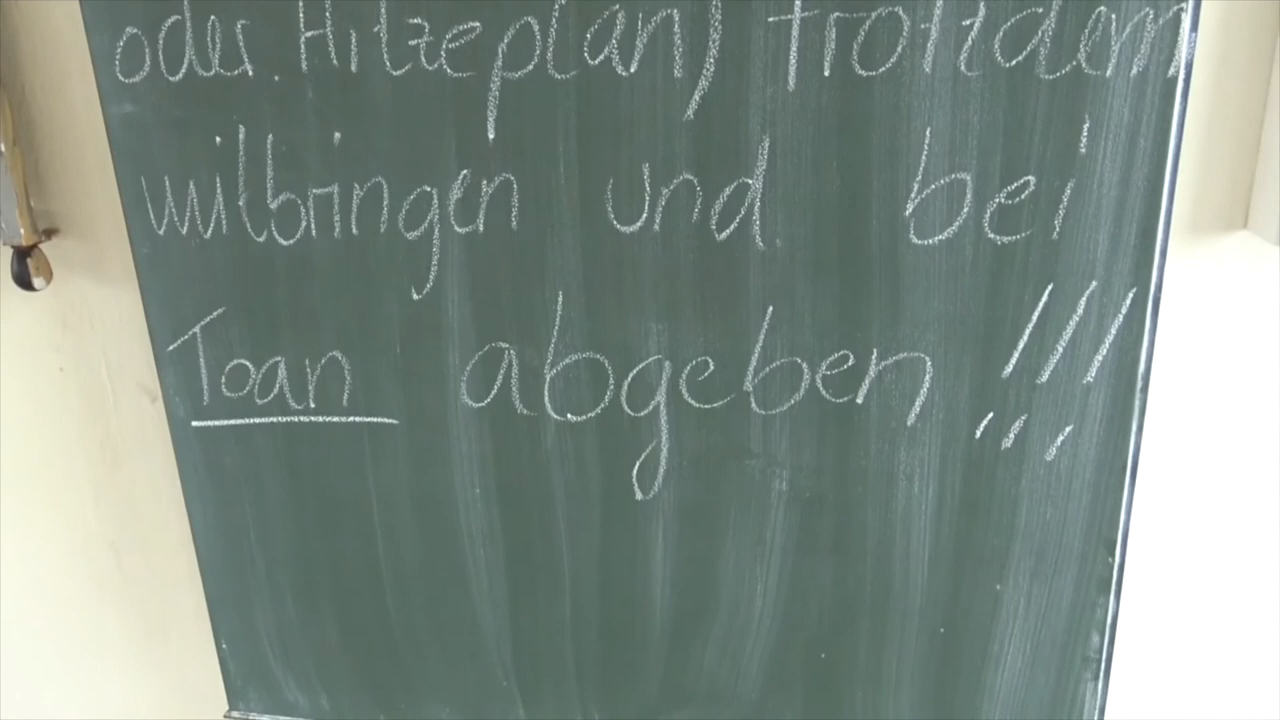 oder Hitzeplan) trotzdem
mitbringen und bei
Toan abgeben !!!